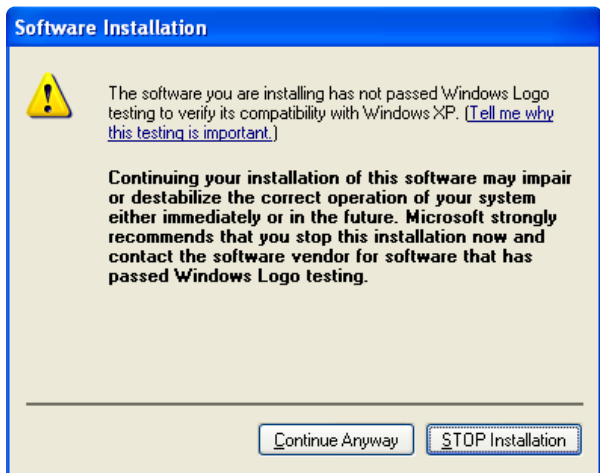 Software Installation
The software you are installing has not passed Windows Logo
testing to verify its compatibility with Windows XP. (Tell me why
this testing is important.)
Continuing your installation of this software may impair
or destabilize the correct operation of your system
either immediately or in the future. Microsoft strongly
recommends that you stop this installation now and
contact the software vendor for software that has
passed Windows Logo testing.
Continue Anyway
STOP Installation